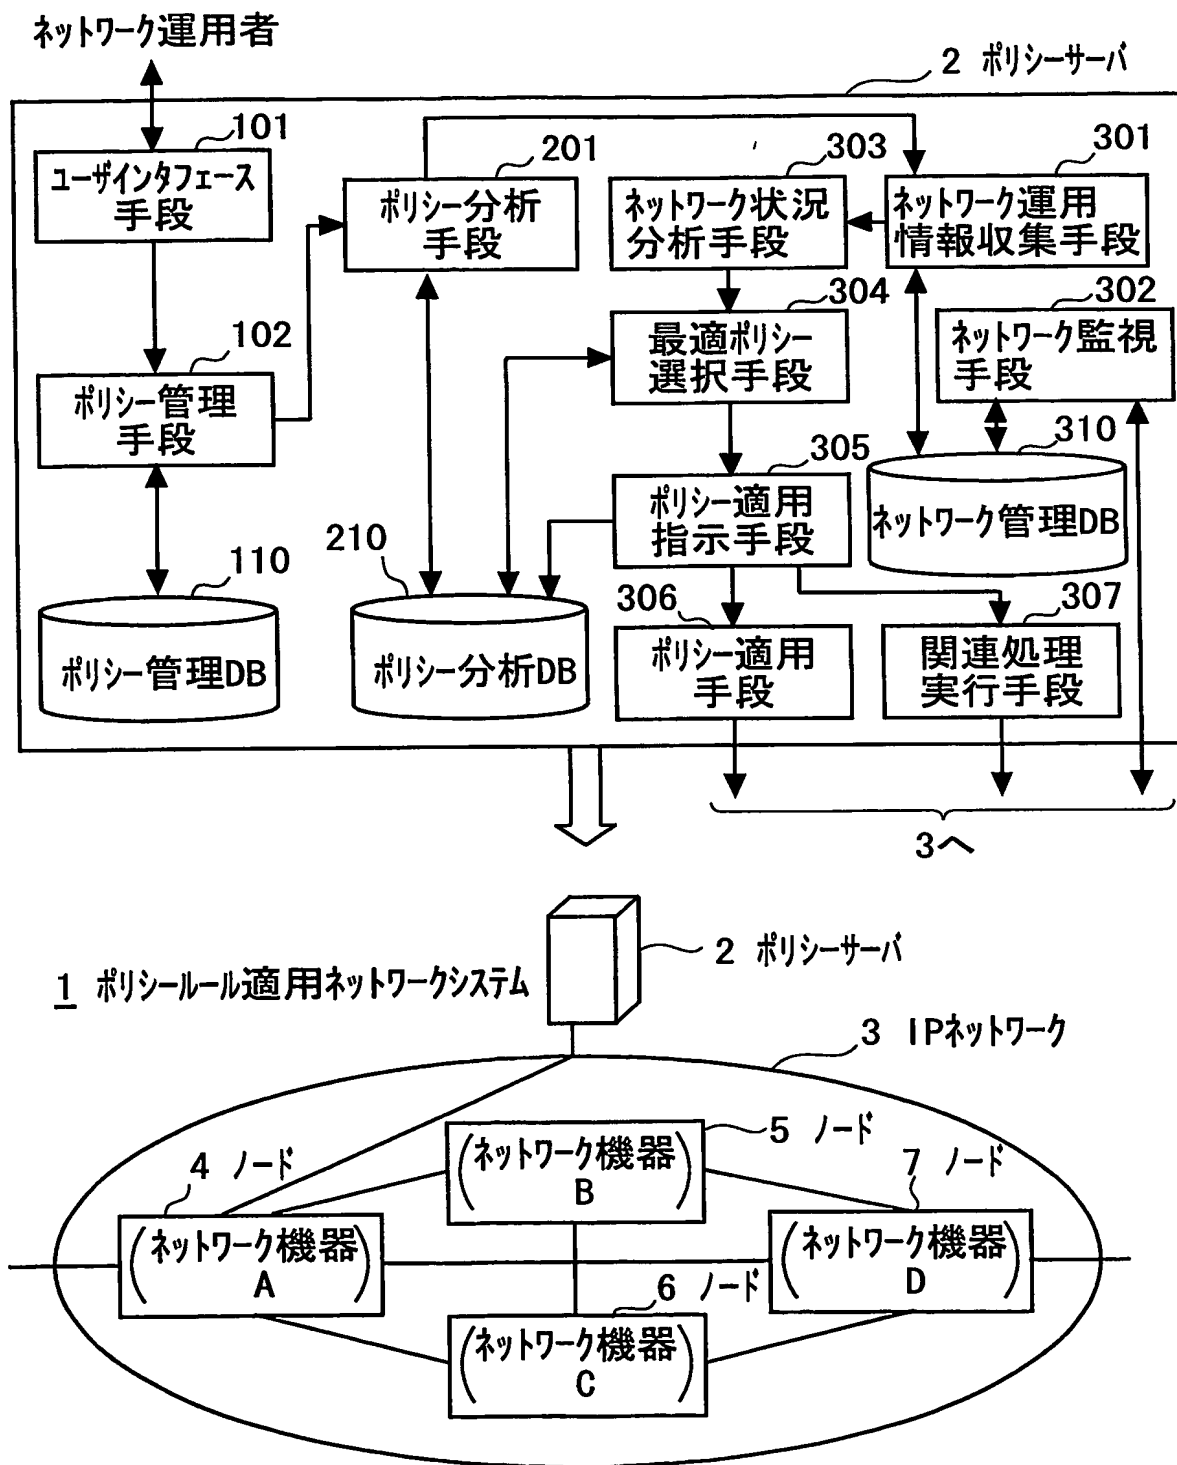 ネットワーク運用者
2 ポリシーサーバ
101
ユーザインタフェース
手段
201
ポリシー分析
手段
303
ネットワーク状況
分析手段
301
ネットワーク運用
情報収集手段
102
ポリシー管理
手段
304
最適ポリシー
選択手段
302
ネットワーク監視
手段
305
ポリシー適用
指示手段
310
ネットワーク管理DB
110
ポリシー管理DB
210
ポリシー分析DB
306
ポリシー適用
手段
307
関連処理
実行手段
3へ
2 ポリシーサーバ
1 ポリシールール適用ネットワークシステム
3 IPネットワーク
4 ノード
(ネットワーク機器
A)
5 ノード
(ネットワーク機器
B)
7 ノード
(ネットワーク機器
D)
6 ノード
(ネットワーク機器
C)